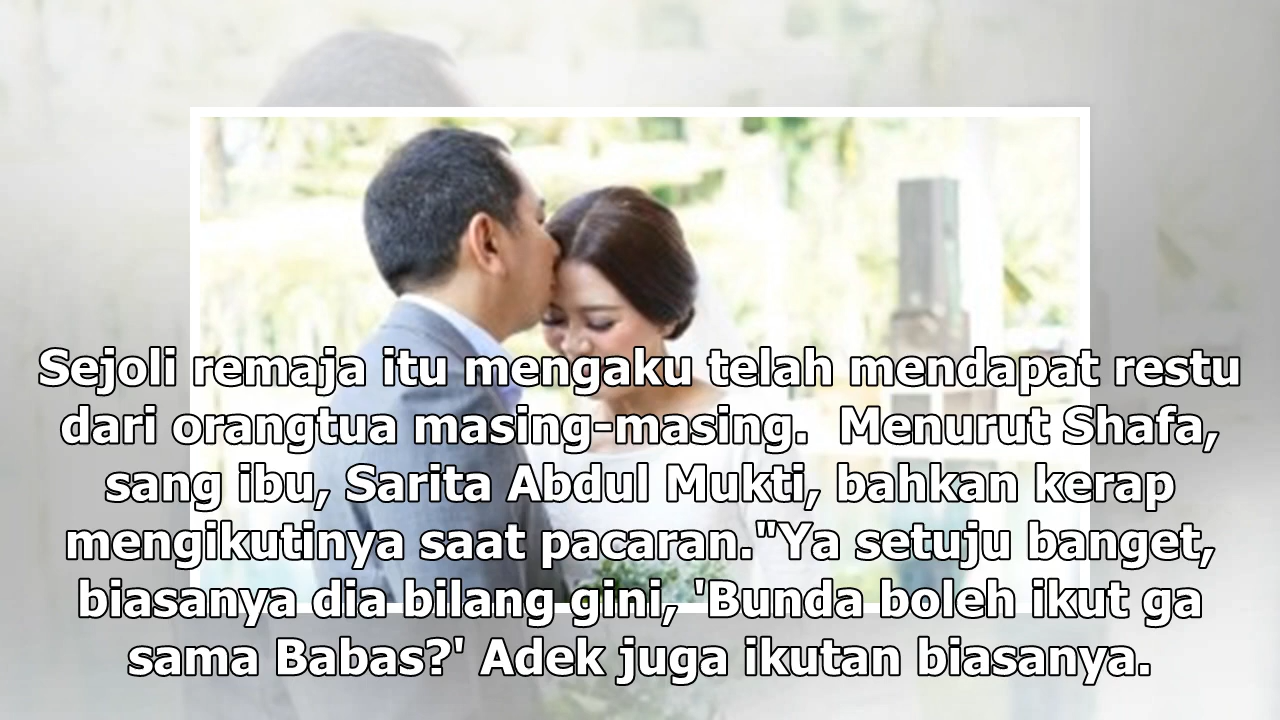 Sejoli remaja itu mengaku telah mendapat restu
dari orangtua masing-masing.  Menurut Shafa,
sang ibu, Sarita Abdul Mukti, bahkan kerap
mengikutinya saat pacaran."Ya setuju banget,
biasanya dia bilang gini, 'Bunda boleh ikut ga
sama Babas?' Adek juga ikutan biasanya.